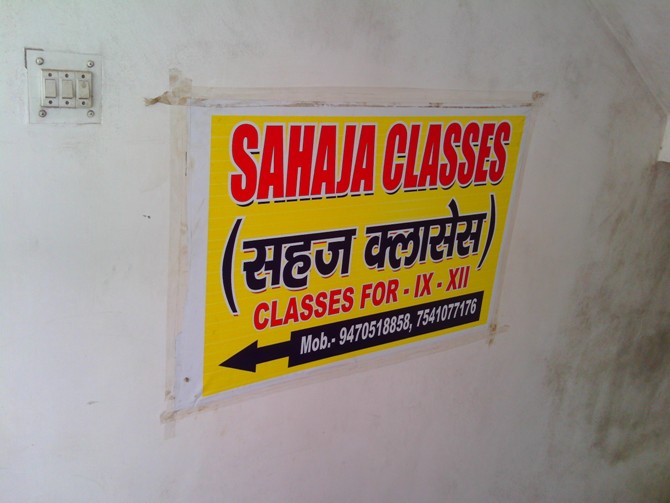 SAHAJA CLASSES
(सहज क्लासेस)
CLASSES FOR - IX - XII
Mob.- 9470518858, 7541077176